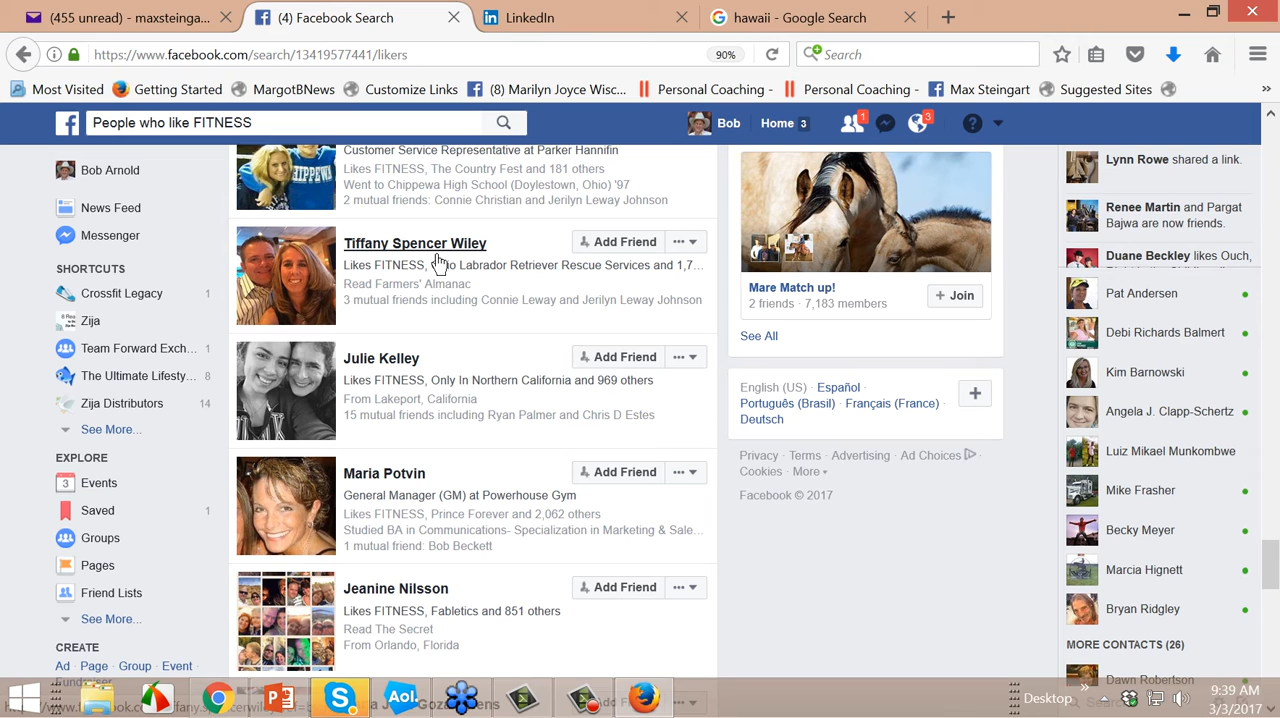 (455 unread) - maxsteinga...
(4) Facebook Search
LinkedIn
hawaii - Google Search
https://www.facebook.com/search/13419577441/likers
90%
Search
Most Visited
Getting Started
MargotBNews
Customize Links
(8) Marilyn Joyce Wisc...
Personal Coaching -
Personal Coaching -
Max Steingart
Suggested Sites
People who like FITNESS
Bob
Home 3
1
3
Bob Arnold
News Feed
Messenger
SHORTCUTS
Crossfit Legacy 1
Zija
Team Forward Exch... 1
The Ultimate Lifesty... 8
Zija Distributors 14
See More...
EXPLORE
Events
3
Saved 1
Groups
Pages
Friend Lists
See More...
CREATE
Ad · Page · Group · Event ·
Customer Service Representative at Parker Hannifin
Likes FITNESS, The Country Fest and 181 others
Went to Chippewa High School (Doylestown, Ohio) '97
2 mutual friends: Connie Christian and Jerilyn Leway Johnson
Tiffany Spencer Wiley
Add Friend
Likes FITNESS, Labrador Retriever Rescue Services and 1,7...
Read Farmers' Almanac
3 mutual friends including Connie Leway and Jerilyn Leway Johnson
Julie Kelley
Add Friend
Likes FITNESS, Only In Northern California and 969 others
From Lakeport, California
15 mutual friends including Ryan Palmer and Chris D Estes
Maria Potvin
Add Friend
General Manager (GM) at Powerhouse Gym
Likes FITNESS, Prince Forever and 2,062 others
Studied BA in Communications- Specialization in Marketing & Sale...
1 mutual friend: Bob Beckett
Jeanine Nilsson
Add Friend
Likes FITNESS, Fabletics and 851 others
Read The Secret
From Orlando, Florida
Mare Match up!
2 friends · 7,183 members
+ Join
See All
English (US) · Español ·
Português (Brasil) · Français (France) ·
Deutsch
Privacy · Terms · Advertising · Ad Choices ·
Cookies · More
Facebook © 2017
Lynn Rowe shared a link.
Renee Martin and Pargat
Bajwa are now friends.
Duane Beckley likes Ouch,
Pat Andersen
Debi Richards Balmert
Kim Barnowski
Angela J. Clapp-Schertz
Luiz Mikael Munkombwe
Mike Frasher
Becky Meyer
Marcia Hignett
Bryan Ridgley
MORE CONTACTS (26)
Dawn Robertson
Aol.
Desktop
9:39 AM
3/3/2017